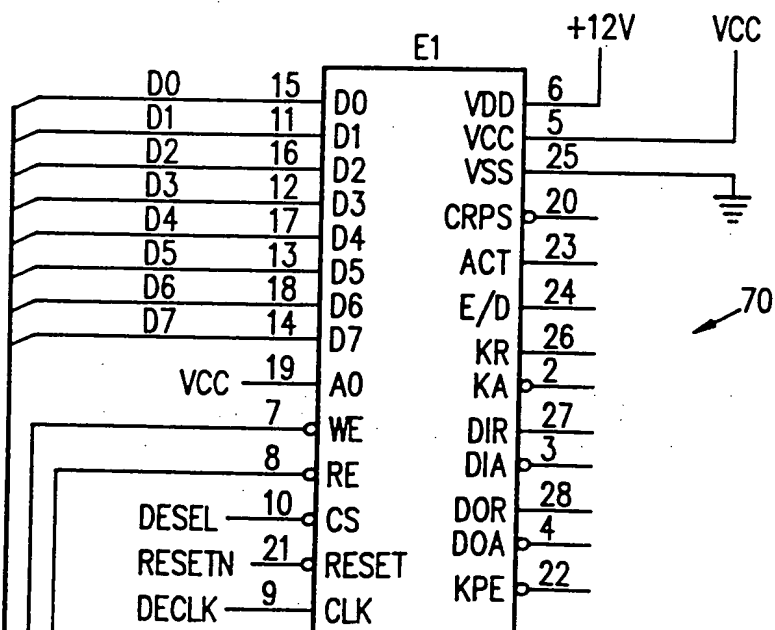 +12V VCC
E1
D0 15 D0 VDD 6
D1 11 D1 VCC 5
D2 16 D2 VSS 25
D3 12 D3 CRPS 20
D4 17 D4 ACT 23
D5 13 D5 E/D 24
D6 18 D6
70
D7 14 D7 KR 26
VCC 19 A0 KA 2
7 WE DIR 27
8 RE DIA 3
DESEL 10 CS DOR 28
RESETN 21 RESET DOA 4
DECLK 9 CLK KPE 22